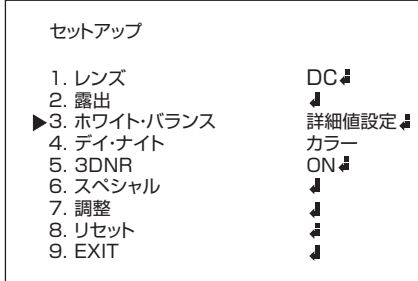 セットアップ
1. レンズ DC↲
2. 露出 ↲
▶3. ホワイト・バランス 詳細値設定↲
4. デイ・ナイト カラー
5. 3DNR ON↲
6. スペシャル ↲
7. 調整 ↲
8. リセット ↲
9. EXIT ↲